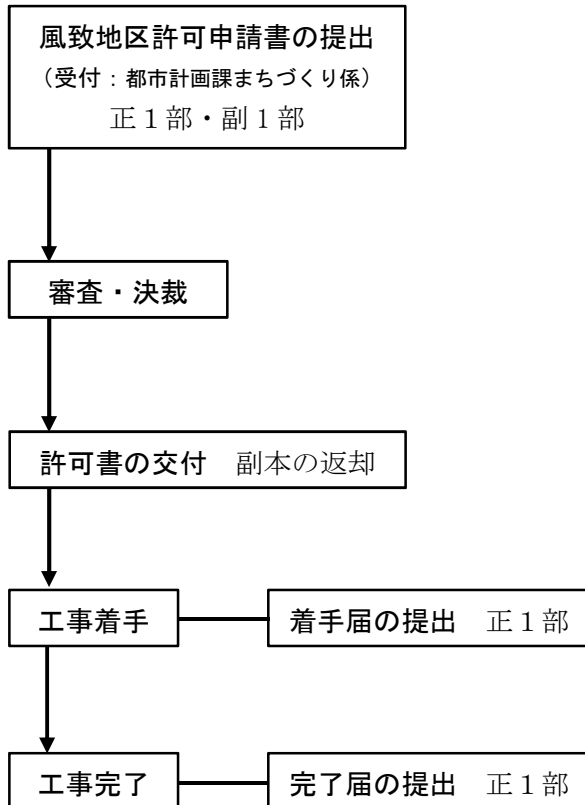 風致地区許可申請書の提出
（受付：都市計画課まちづくり係）
正１部・副１部
審査・決裁
許可書の交付　副本の返却
工事着手
着手届の提出　正１部
工事完了
完了届の提出　正１部